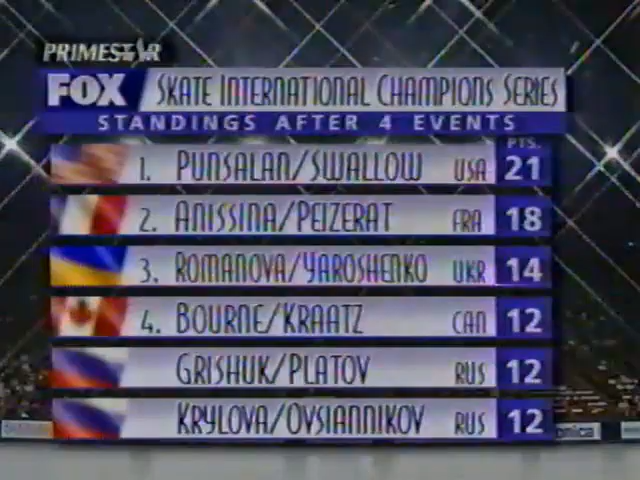 PRIMESTAR
FOX SKATE INTERNATIONAL CHAMPIONS SERIES
STANDINGS AFTER 4 EVENTS
PTS.
1. PUNSALAN/SWALLOW USA 21
2. ANISSINA/PEIZERAT FRA 18
3. ROMANOVA/YAROSHENKO UKR 14
4. BOURNE/KRAATZ CAN 12
GRISHUK/PLATOV RUS 12
KRYLOVA/OVSIANNIKOV RUS 12